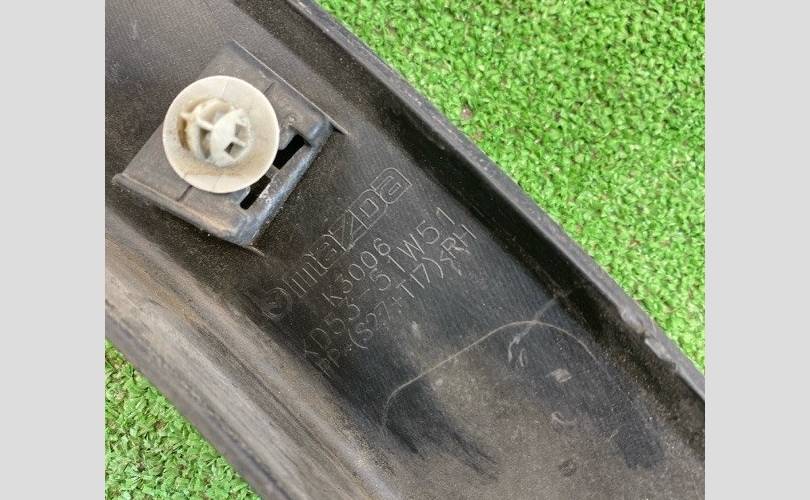 mazda
K3096
KD53-51W51
PP-(S27+T17)<RH